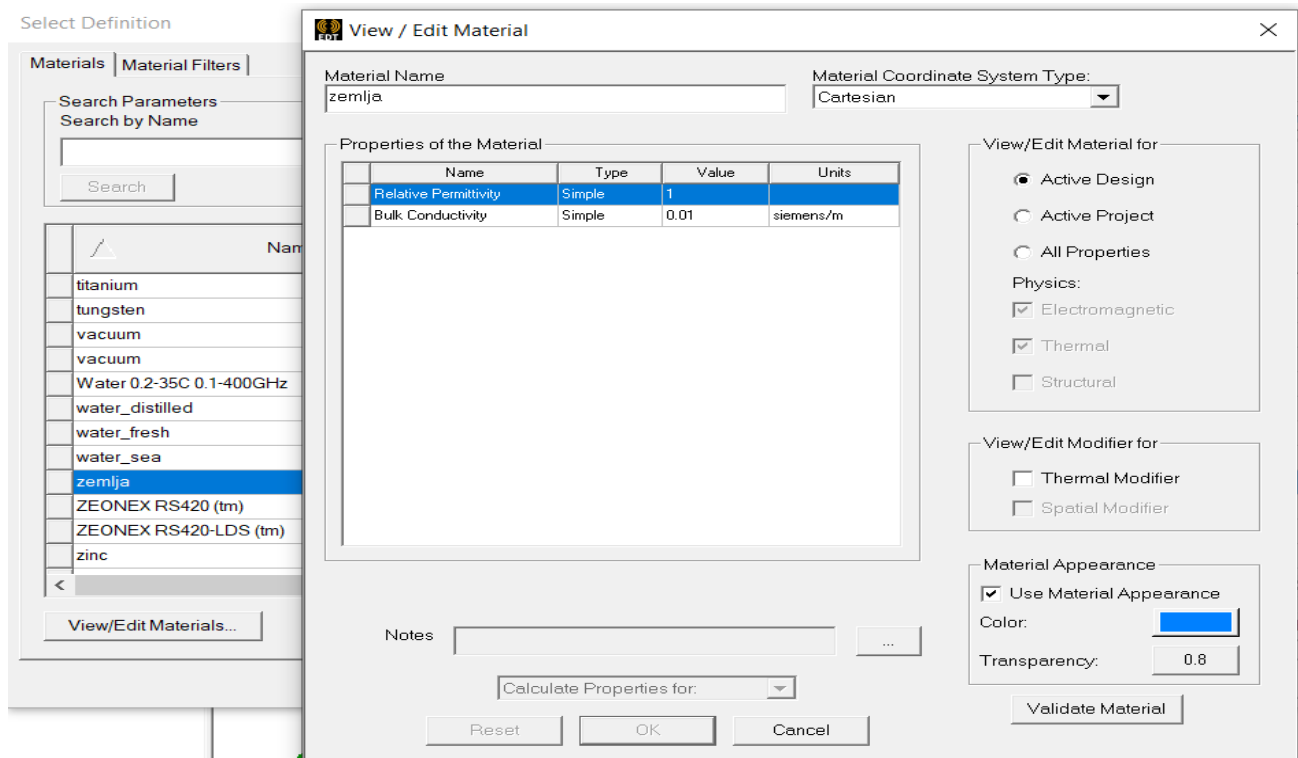 Select Definition
Materials
Material Filters
Search Parameters
Search by Name
Search
titanium
tungsten
vacuum
vacuum
Water 0.2-35C 0.1-400GHz
water_distilled
water_fresh
water_sea
zemlja
ZEONEX RS420 (tm)
ZEONEX RS420-LDS (tm)
zinc
<
View/Edit Materials...
EDT
View / Edit Material
Material Name
zemlja
Material Coordinate System Type:
Cartesian
Properties of the Material
Name Type Value Units
Relative Permittivity Simple 1
Bulk Conductivity Simple 0.01 siemens/m
View/Edit Material for
Active Design
Active Project
All Properties
Physics:
Electromagnetic
Thermal
Structural
View/Edit Modifier for
Thermal Modifier
Spatial Modifier
Material Appearance
Use Material Appearance
Color:
Transparency: 0.8
Notes
...
Calculate Properties for:
Validate Material
Reset
OK
Cancel